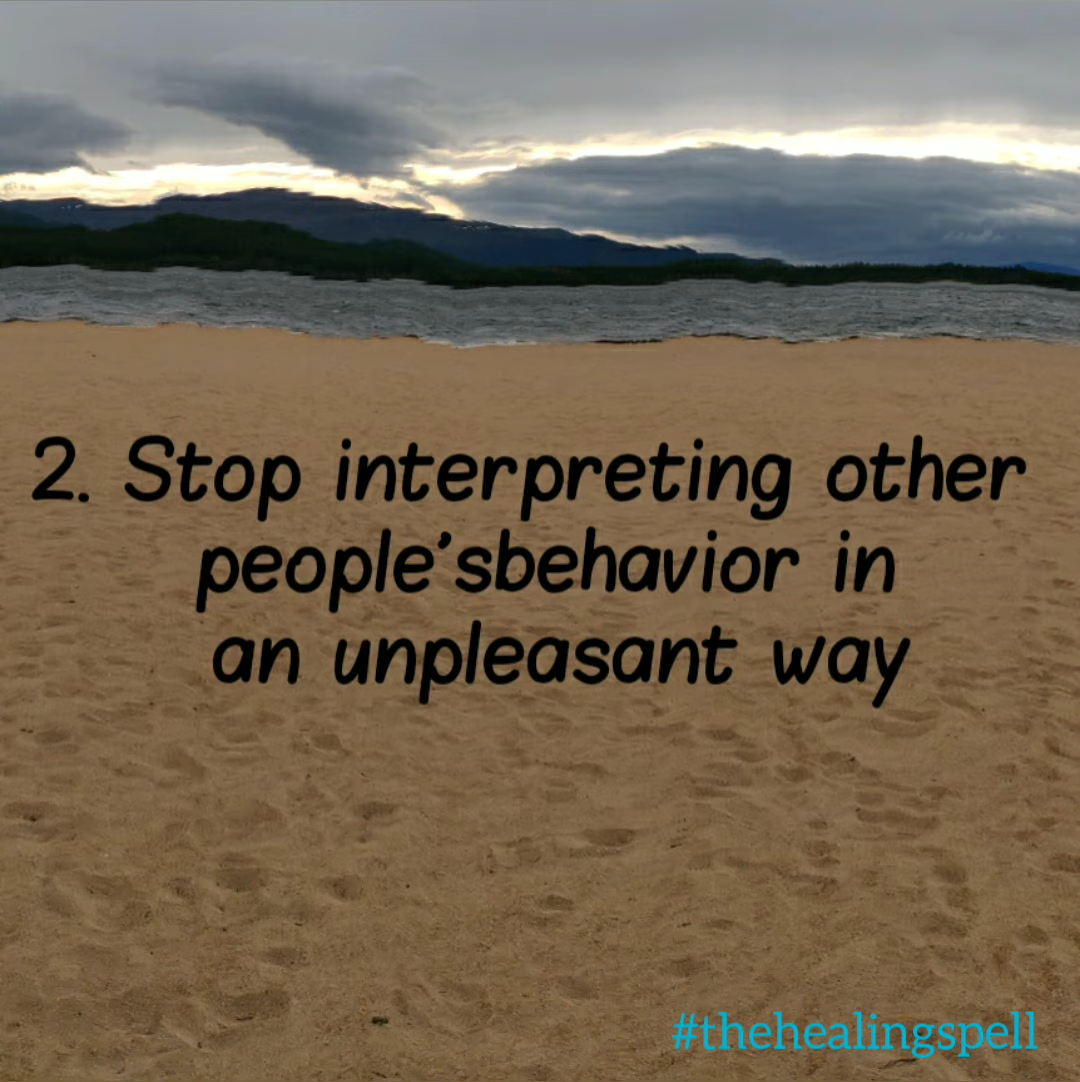 2. Stop interpreting other
people'sbehavior in
an unpleasant way
#thehealingspell